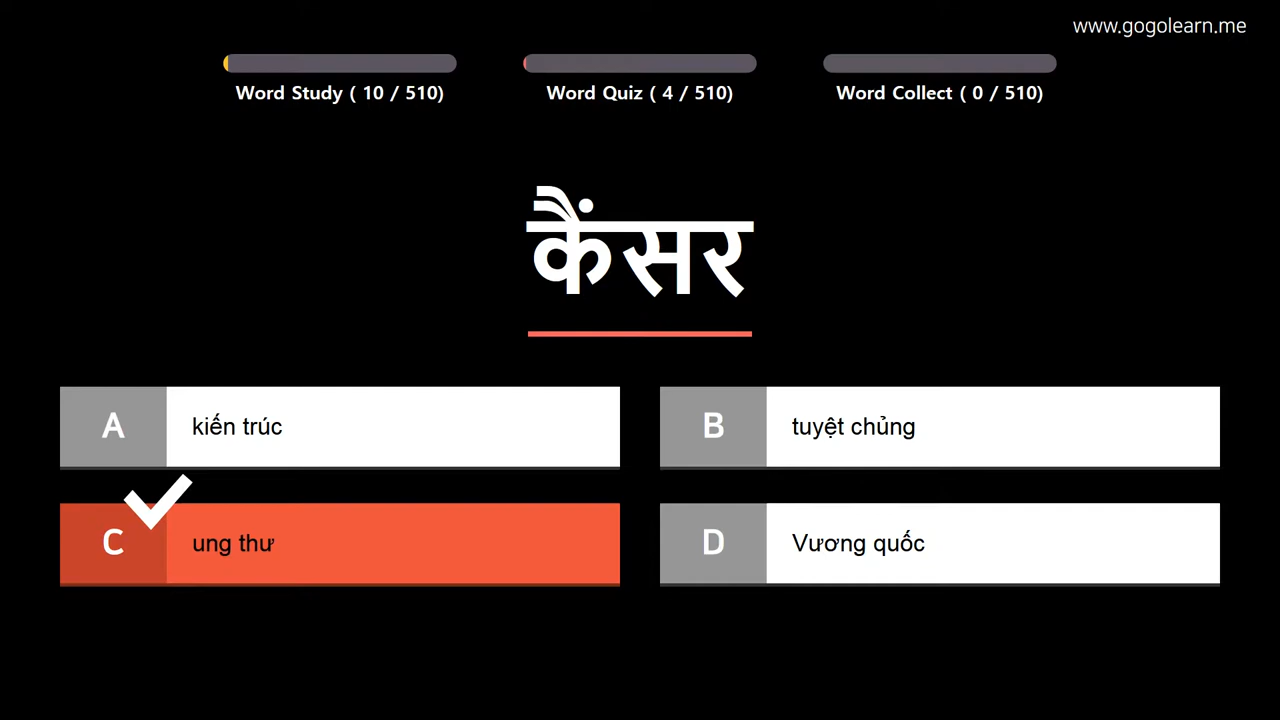 www.gogolearn.me
Word Study ( 10 / 510)
Word Quiz ( 4 / 510)
Word Collect ( 0 / 510)
कैंसर
A
kiến trúc
B
tuyệt chủng
C
ung thư
D
Vương quốc